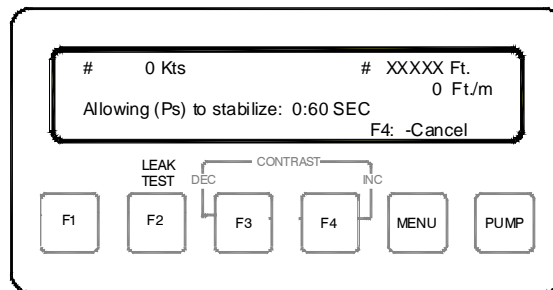 # 0 Kts # XXXXX Ft.
0 Ft./m
Allowing (Ps) to stabilize: 0:60 SEC
F4: -Cancel
LEAK TEST
DEC CONTRAST INC
F1 F2 F3 F4 MENU PUMP